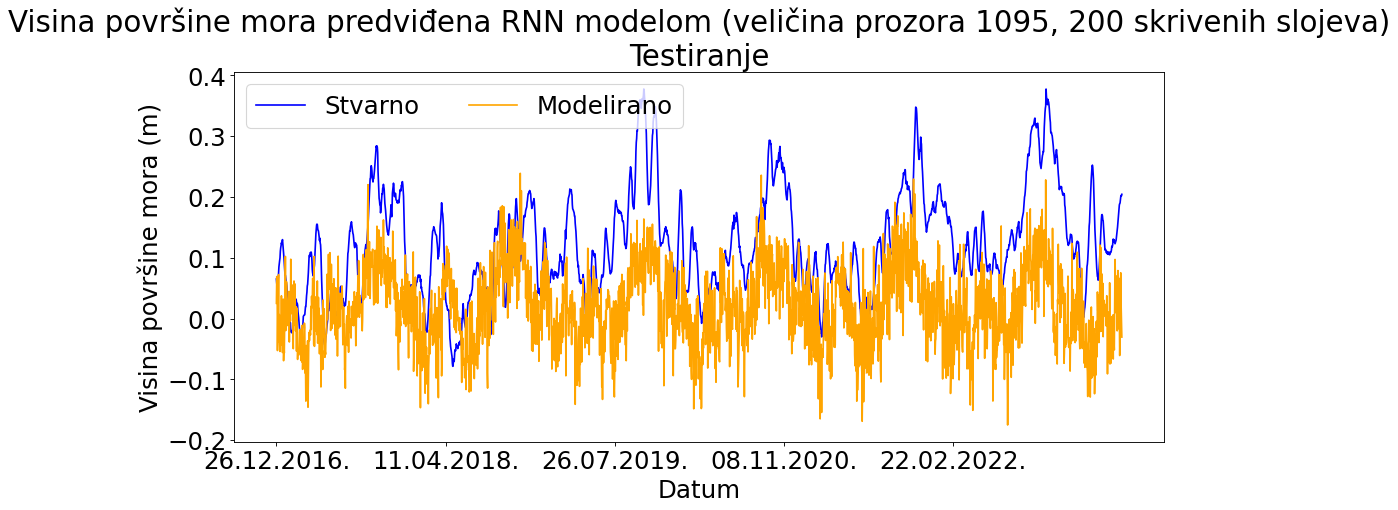 Visina površine mora predviđena RNN modelom (veličina prozora 1095, 200 skrivenih slojeva)
Testiranje
Stvarno Modelirano
Visina površine mora (m)
0.4
0.3
0.2
0.1
0.0
−0.1
−0.2
26.12.2016. 11.04.2018. 26.07.2019. 08.11.2020. 22.02.2022.
Datum